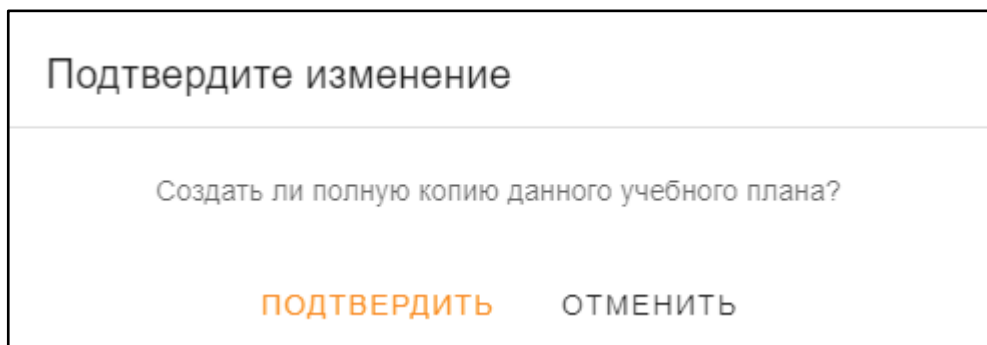 Подтвердите изменение
Создать ли полную копию данного учебного плана?
ПОДТВЕРДИТЬ ОТМЕНИТЬ